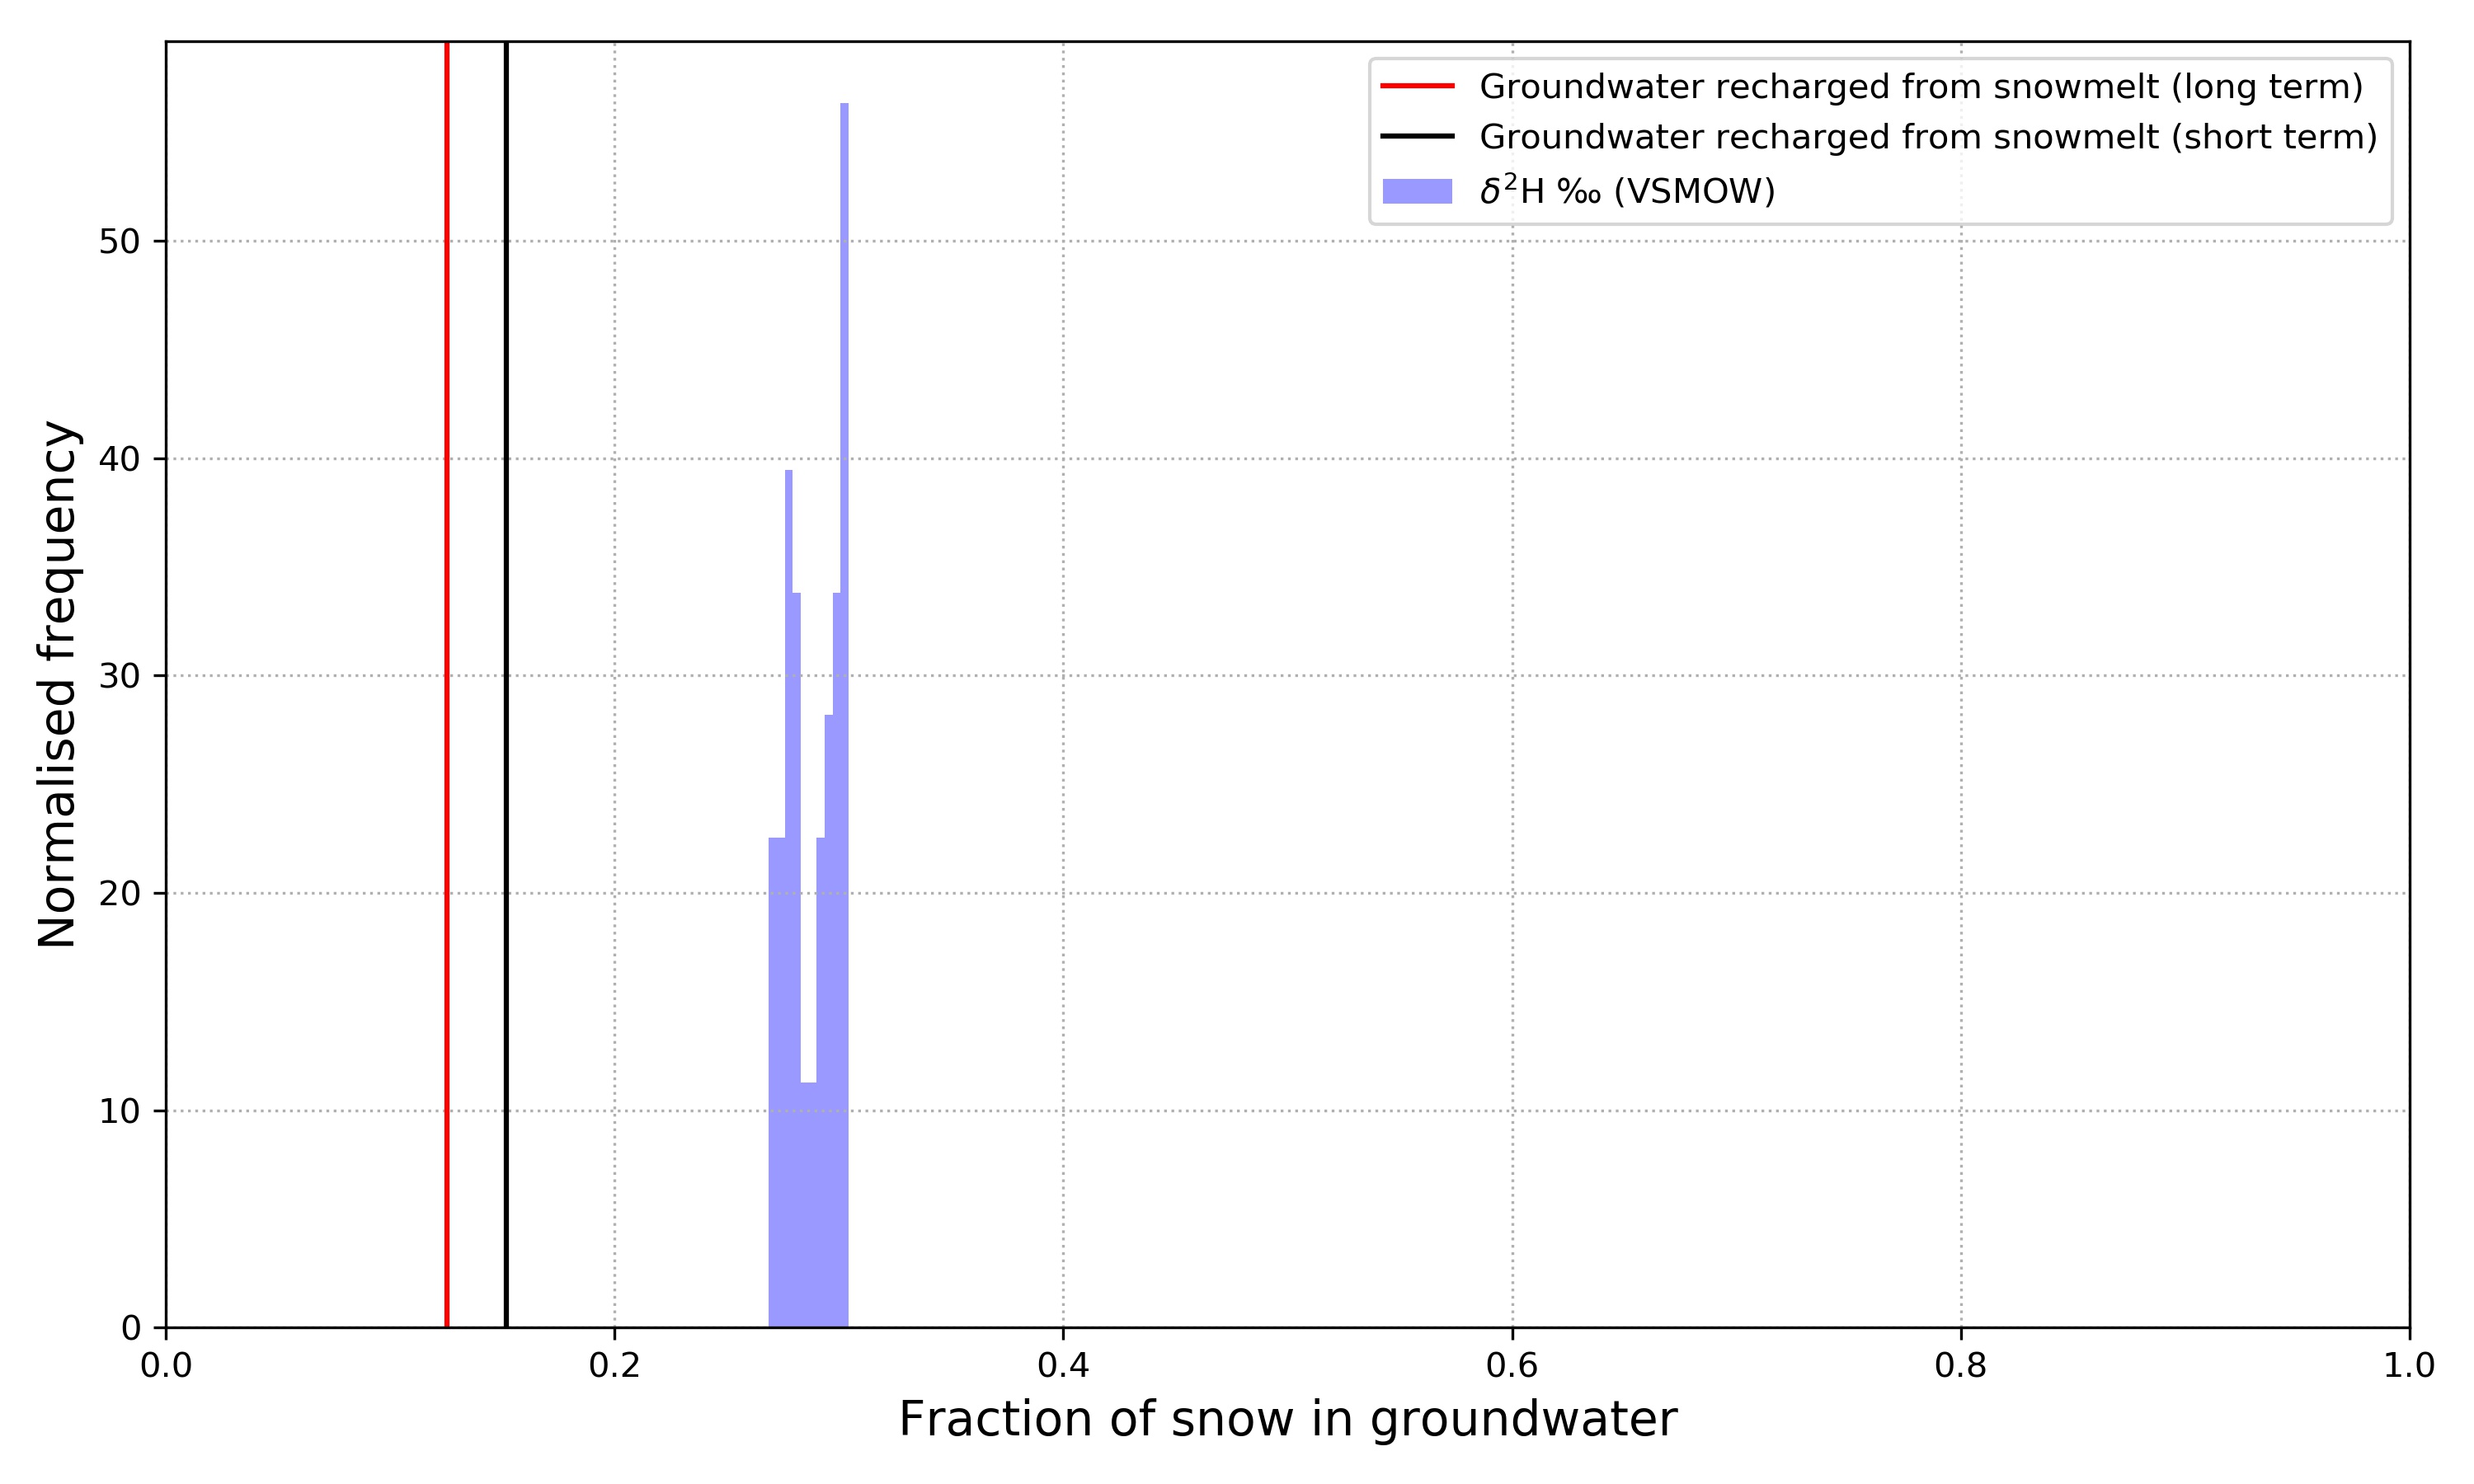 Groundwater recharged from snowmelt (long term)
Groundwater recharged from snowmelt (short term)
δ²H ‰ (VSMOW)
Normalised frequency
50
40
30
20
10
0
0.0 0.2 0.4 0.6 0.8 1.0
Fraction of snow in groundwater